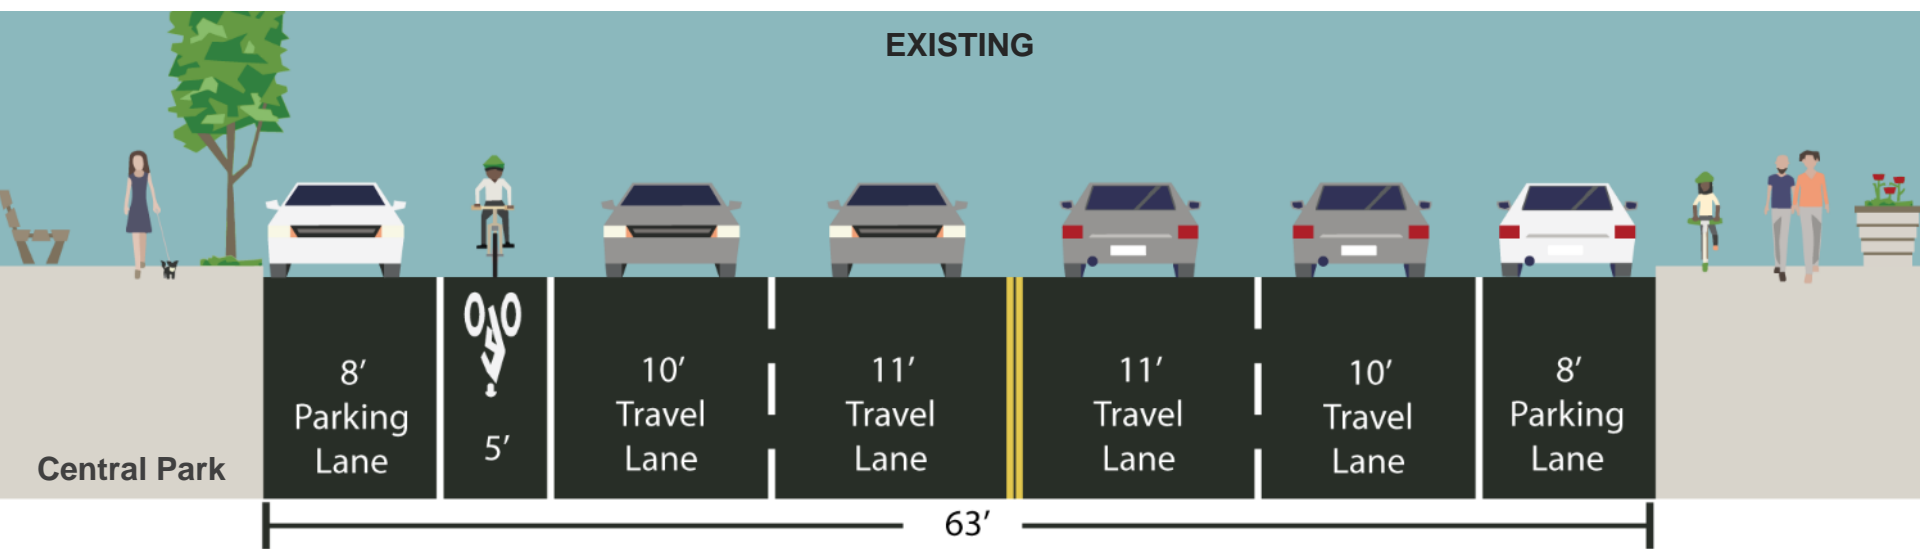 EXISTING
8′
Parking
Lane
5′
10′
Travel
Lane
11′
Travel
Lane
11′
Travel
Lane
10′
Travel
Lane
8′
Parking
Lane
Central Park
63′